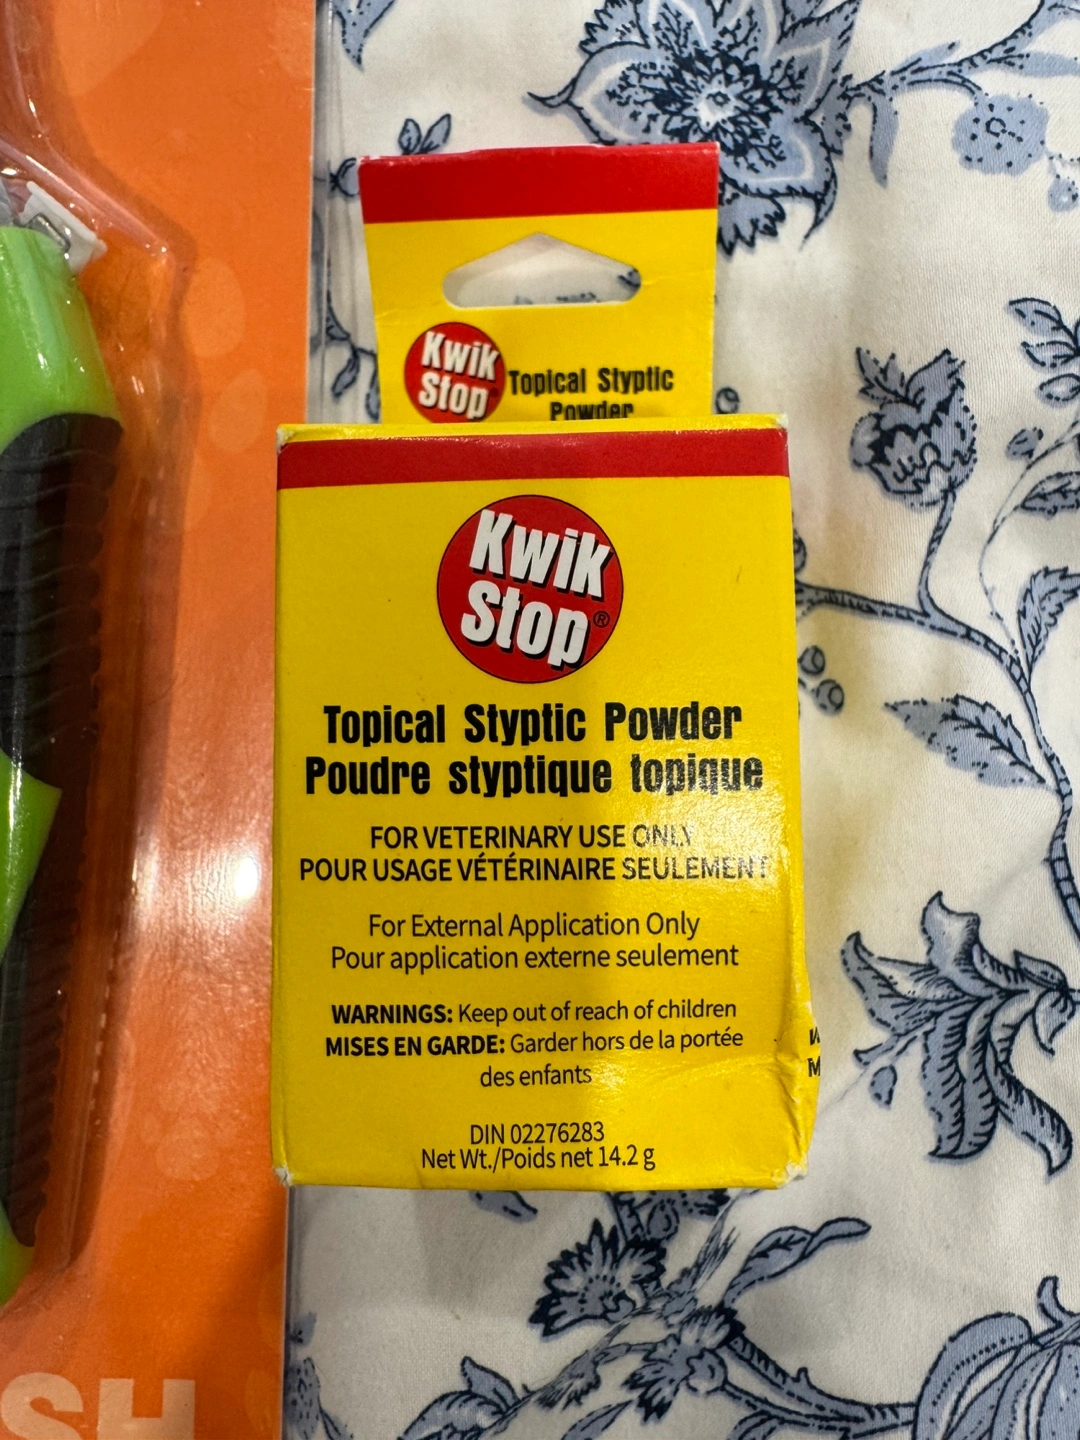 Kwik
Stop
Topical Styptic
Powder
Kwik
Stop®
Topical Styptic Powder
Poudre styptique topique
FOR VETERINARY USE ONLY
POUR USAGE VÉTÉRINAIRE SEULEMENT
For External Application Only
Pour application externe seulement
WARNINGS: Keep out of reach of children
MISES EN GARDE: Garder hors de la portée
des enfants
DIN 02276283
Net Wt./Poids net 14.2 g
SH